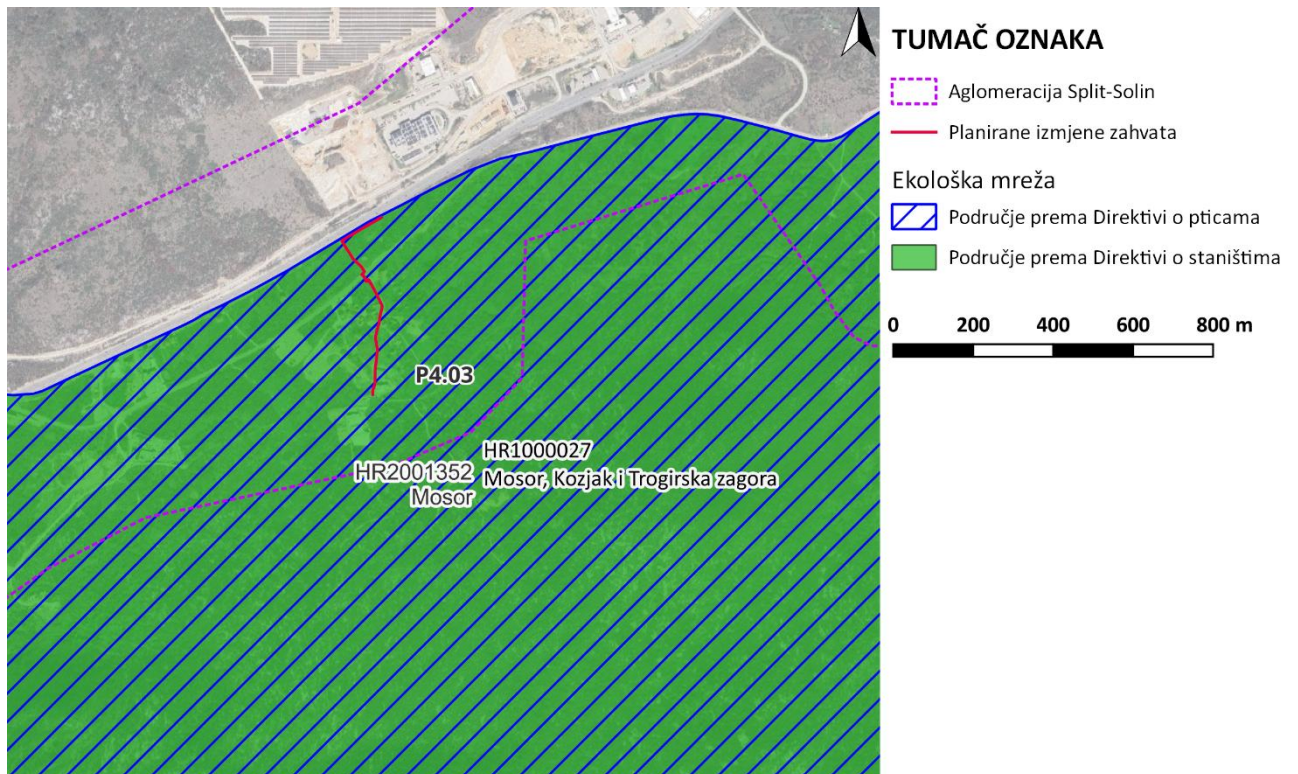 P4.03
HR2001352
Mosor
HR1000027
Mosor, Kozjak i Trogirska zagora
TUMAČ OZNAKA
Aglomeracija Split-Solin
Planirane izmjene zahvata
Ekološka mreža
Područje prema Direktivi o pticama
Područje prema Direktivi o staništima
0 200 400 600 800 m